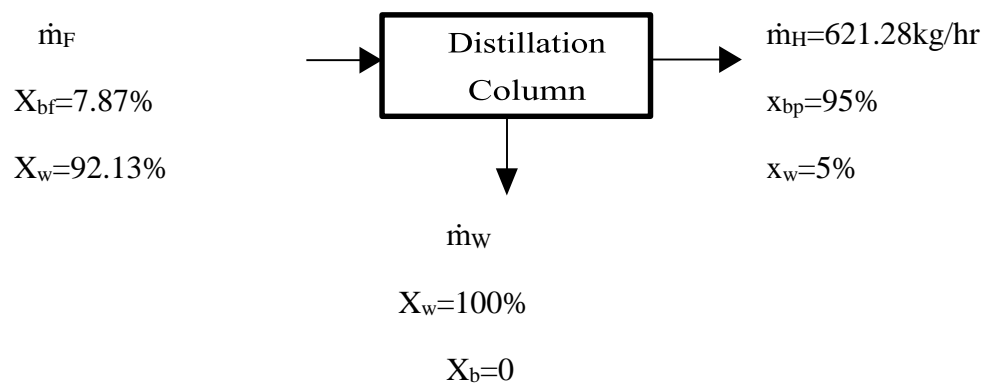 ṁF
Xbf=7.87%
Xw=92.13%
Distillation
Column
ṁH=621.28kg/hr
xbp=95%
xw=5%
ṁW
Xw=100%
Xb=0